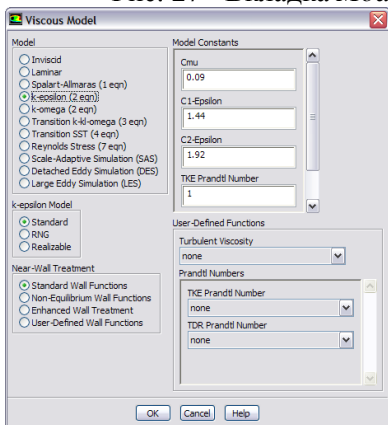 Рис. 27 – Вкладка Мод
Viscous Model
Model
Inviscid
Laminar
Spalart-Allmaras (1 eqn)
k-epsilon (2 eqn)
k-omega (2 eqn)
Transition k-kl-omega (3 eqn)
Transition SST (4 eqn)
Reynolds Stress (7 eqn)
Scale-Adaptive Simulation (SAS)
Detached Eddy Simulation (DES)
Large Eddy Simulation (LES)
k-epsilon Model
Standard
RNG
Realizable
Near-Wall Treatment
Standard Wall Functions
Non-Equilibrium Wall Functions
Enhanced Wall Treatment
User-Defined Wall Functions
Model Constants
Cmu
0.09
C1-Epsilon
1.44
C2-Epsilon
1.92
TKE Prandtl Number
1
User-Defined Functions
Turbulent Viscosity
none
Prandtl Numbers
TKE Prandtl Number
none
TDR Prandtl Number
none
OK
Cancel
Help